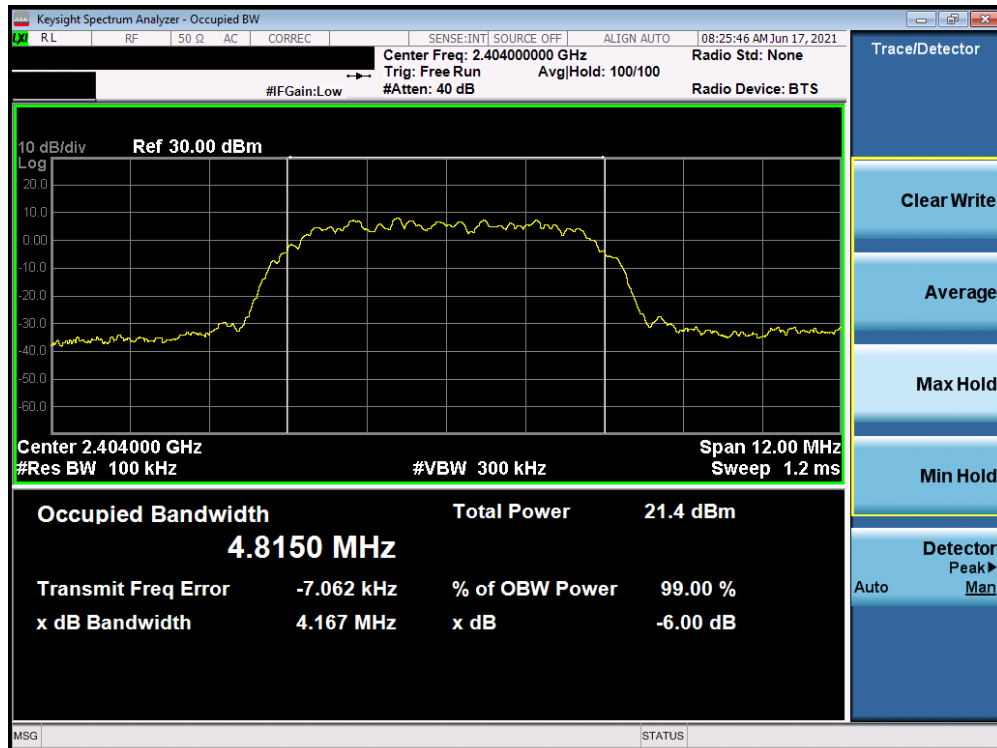 Keysight Spectrum Analyzer - Occupied BW
LXI RL RF 50 Ω AC CORREC SENSE:INT SOURCE OFF ALIGN AUTO 08:25:46 AM Jun 17, 2021
Center Freq: 2.404000000 GHz Radio Std: None
Trig: Free Run Avg|Hold: 100/100
#IFGain:Low #Atten: 40 dB Radio Device: BTS
Trace/Detector
10 dB/div Ref 30.00 dBm
Log
20.0
10.0
0.00
-10.0
-20.0
-30.0
-40.0
-50.0
-60.0
Center 2.404000 GHz Span 12.00 MHz
#Res BW 100 kHz #VBW 300 kHz Sweep 1.2 ms
Clear Write
Average
Max Hold
Min Hold
Detector
Peak▶
Auto Man
Occupied Bandwidth Total Power 21.4 dBm
4.8150 MHz
Transmit Freq Error -7.062 kHz % of OBW Power 99.00 %
x dB Bandwidth 4.167 MHz x dB -6.00 dB
MSG STATUS